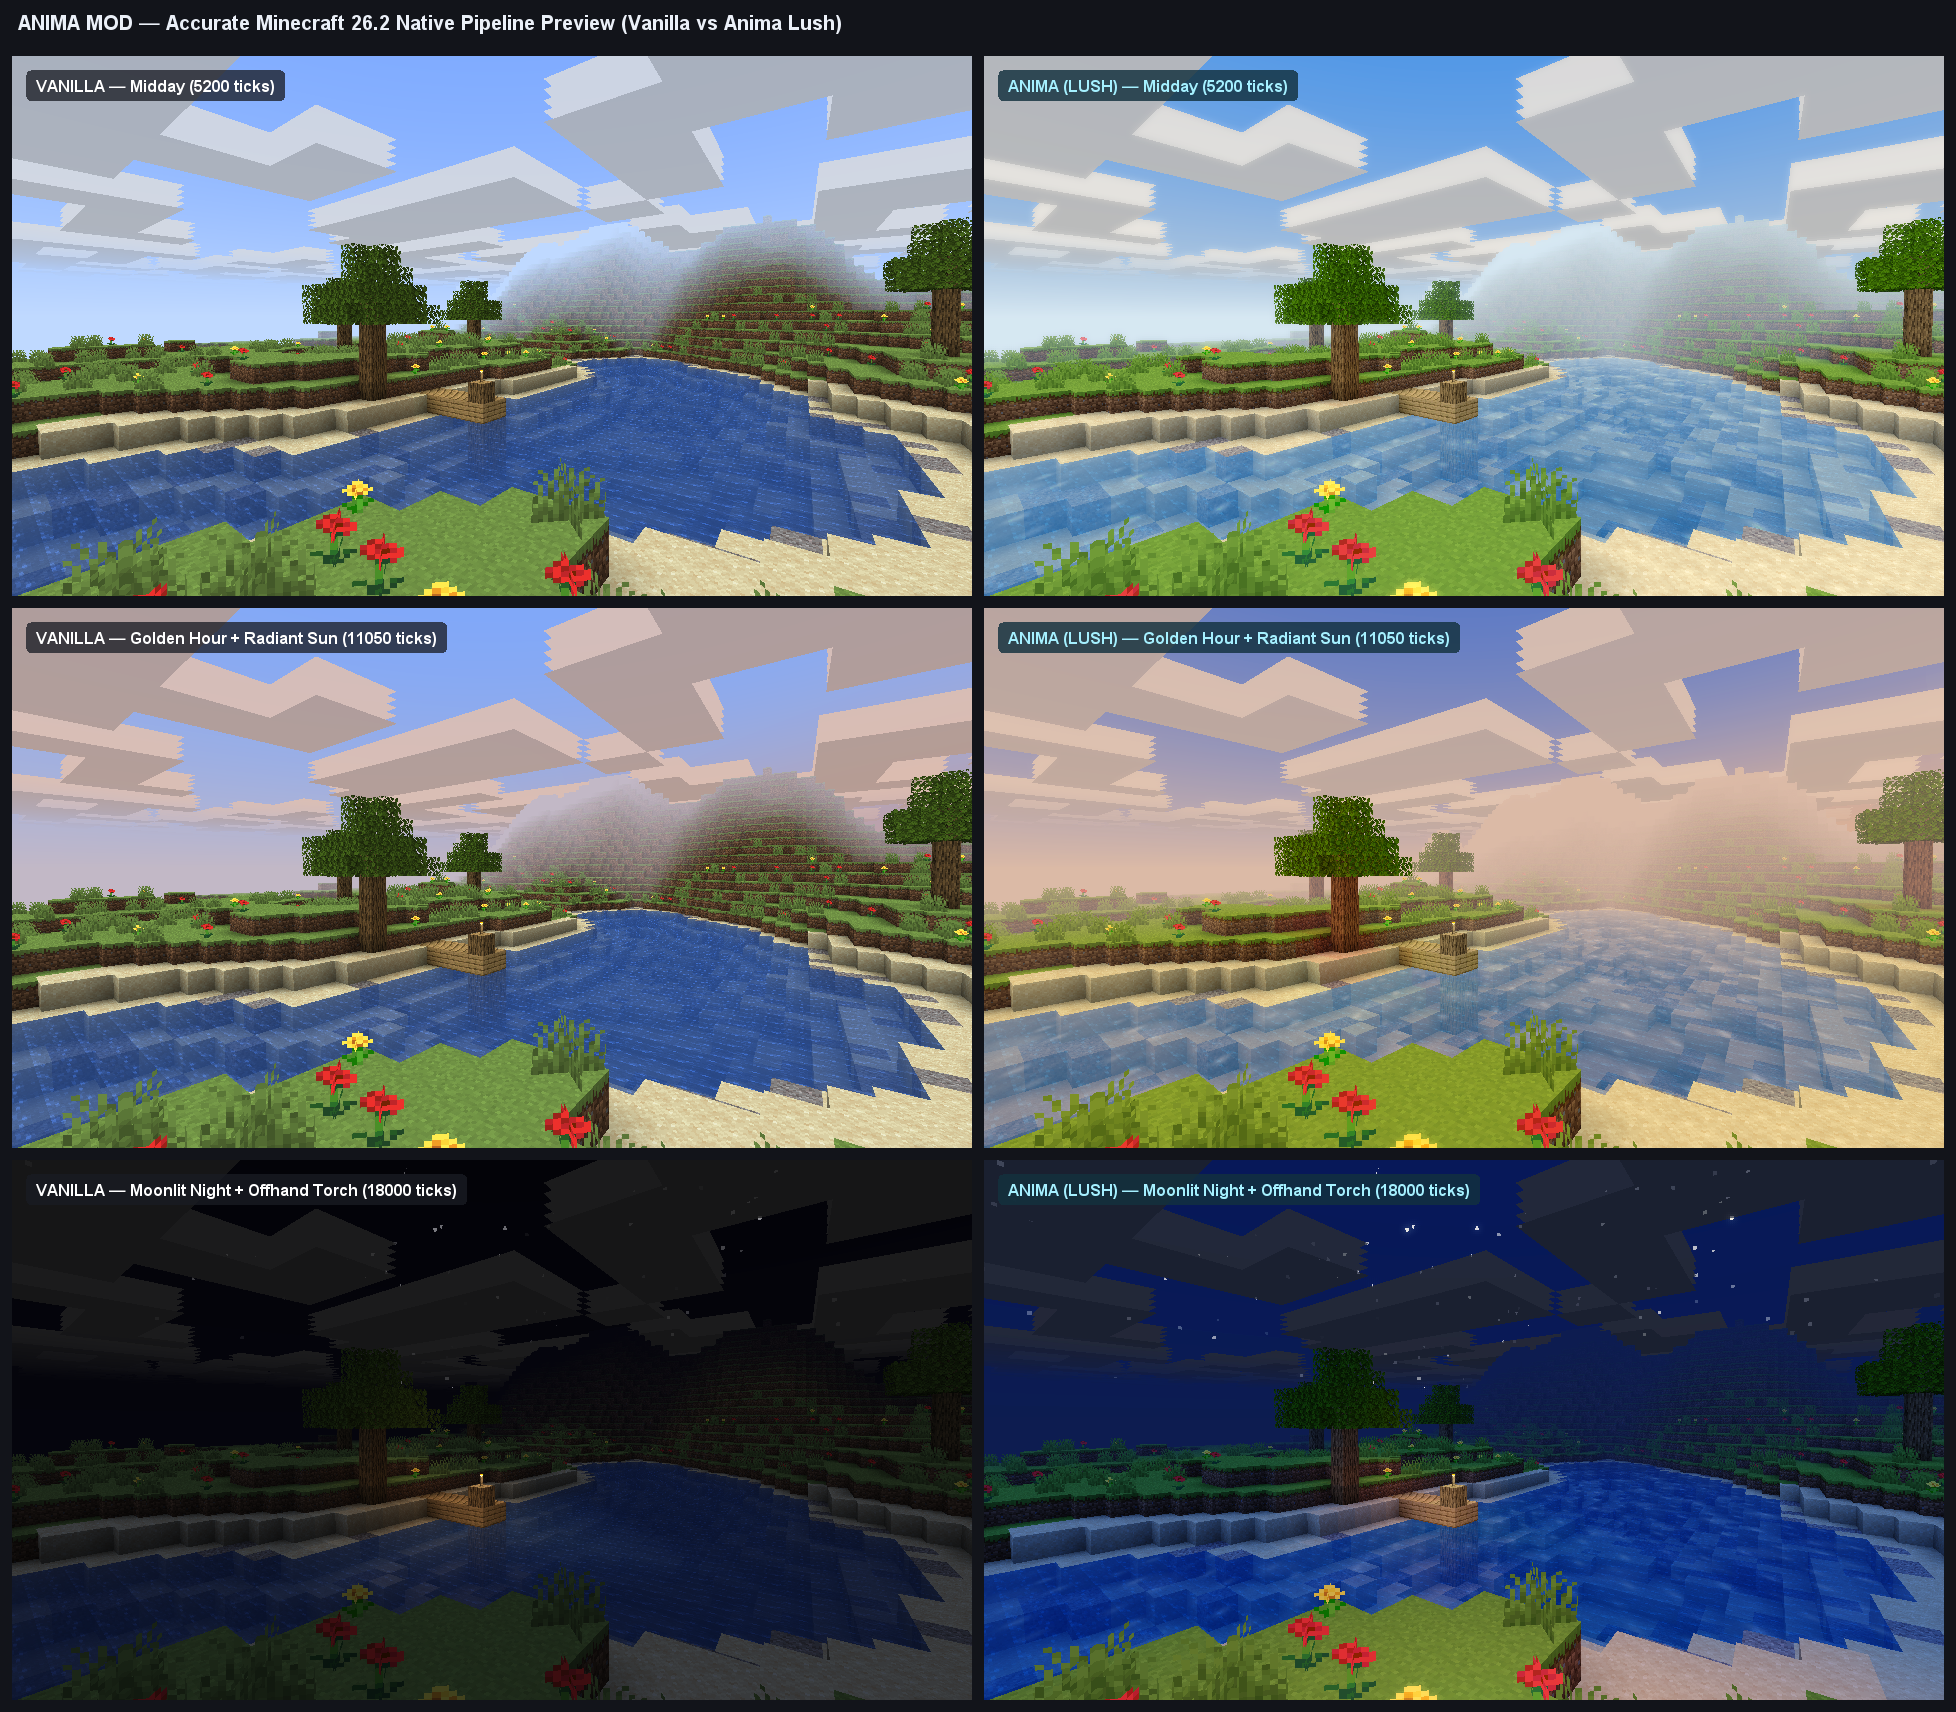 ANIMA MOD — Accurate Minecraft 26.2 Native Pipeline Preview (Vanilla vs Anima Lush)
VANILLA — Midday (5200 ticks)
ANIMA (LUSH) — Midday (5200 ticks)
VANILLA — Golden Hour + Radiant Sun (11050 ticks)
ANIMA (LUSH) — Golden Hour + Radiant Sun (11050 ticks)
VANILLA — Moonlit Night + Offhand Torch (18000 ticks)
ANIMA (LUSH) — Moonlit Night + Offhand Torch (18000 ticks)